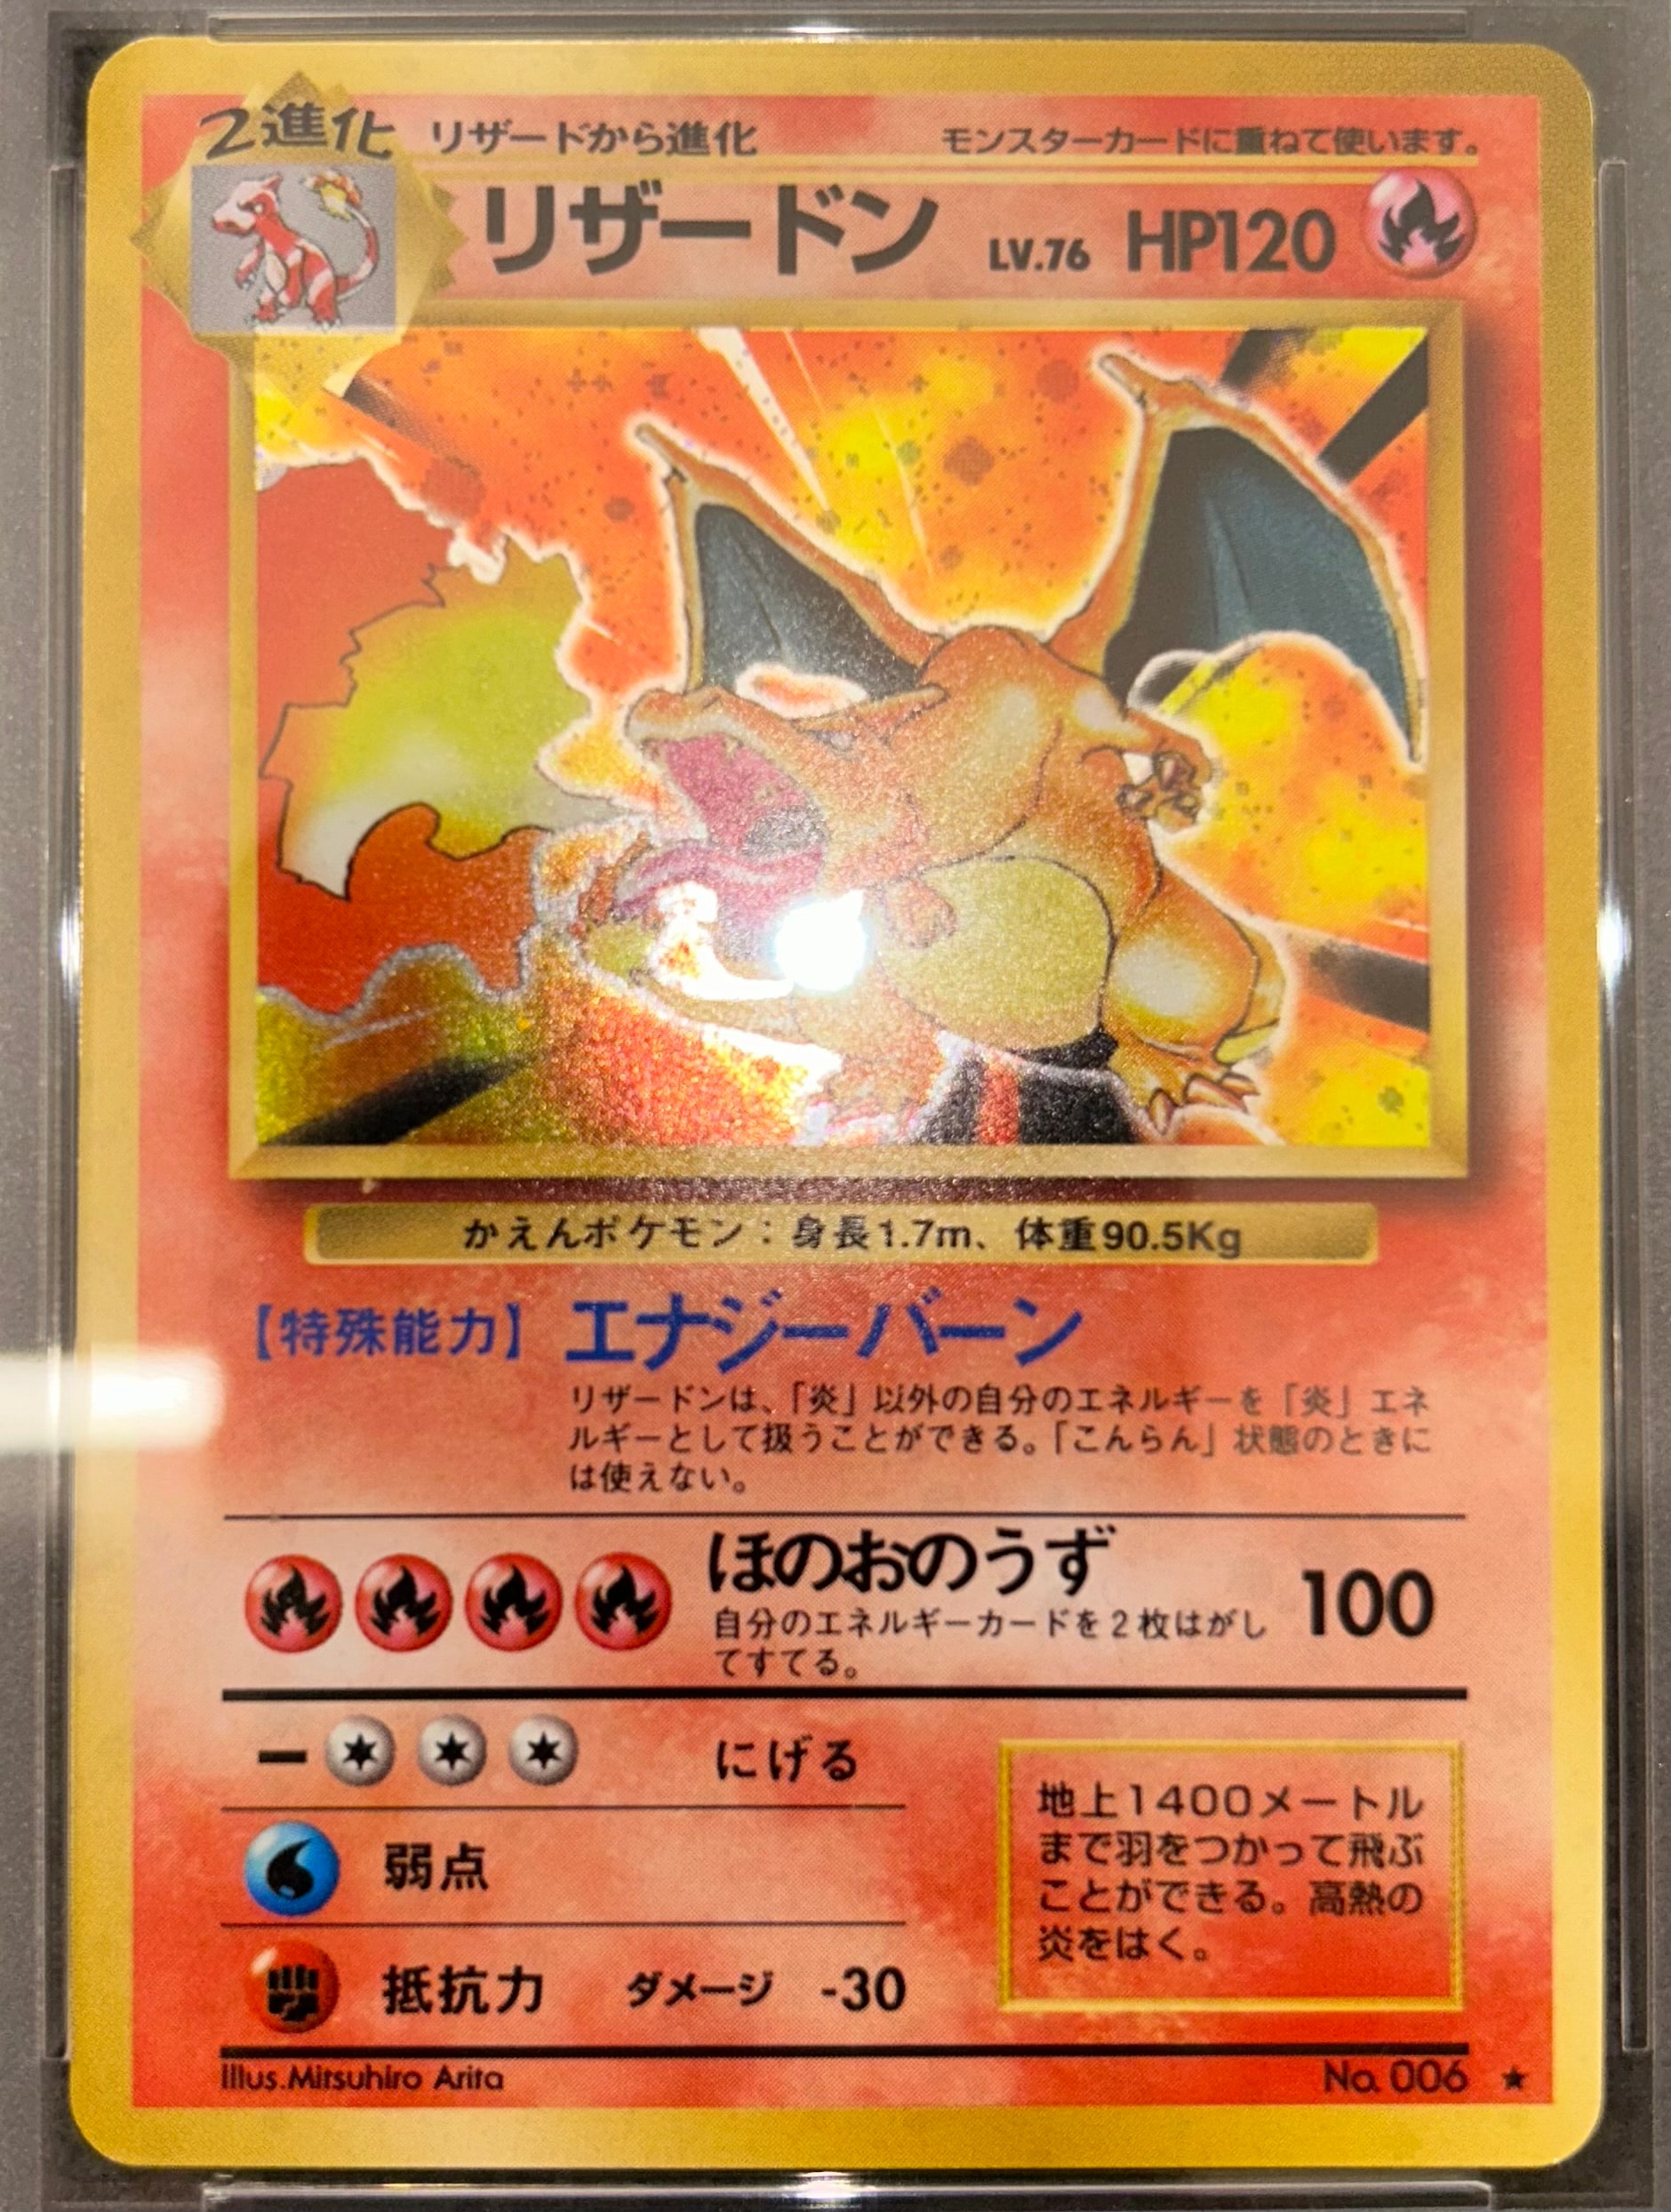 2進化 リザードから進化 モンスターカードに重ねて使います。
リザードン LV.76 HP120
かえんポケモン：身長1.7m、体重90.5Kg
【特殊能力】エナジーバーン
リザードンは、「炎」以外の自分のエネルギーを「炎」エネ
ルギーとして扱うことができる。「こんらん」状態のときに
は使えない。
ほのおのうず 100
自分のエネルギーカードを2枚はがし
てすてる。
にげる
弱点
抵抗力 ダメージ -30
地上1400メートル
まで羽をつかって飛ぶ
ことができる。高熱の
炎をはく。
Illus.Mitsuhiro Arita No.006 ★